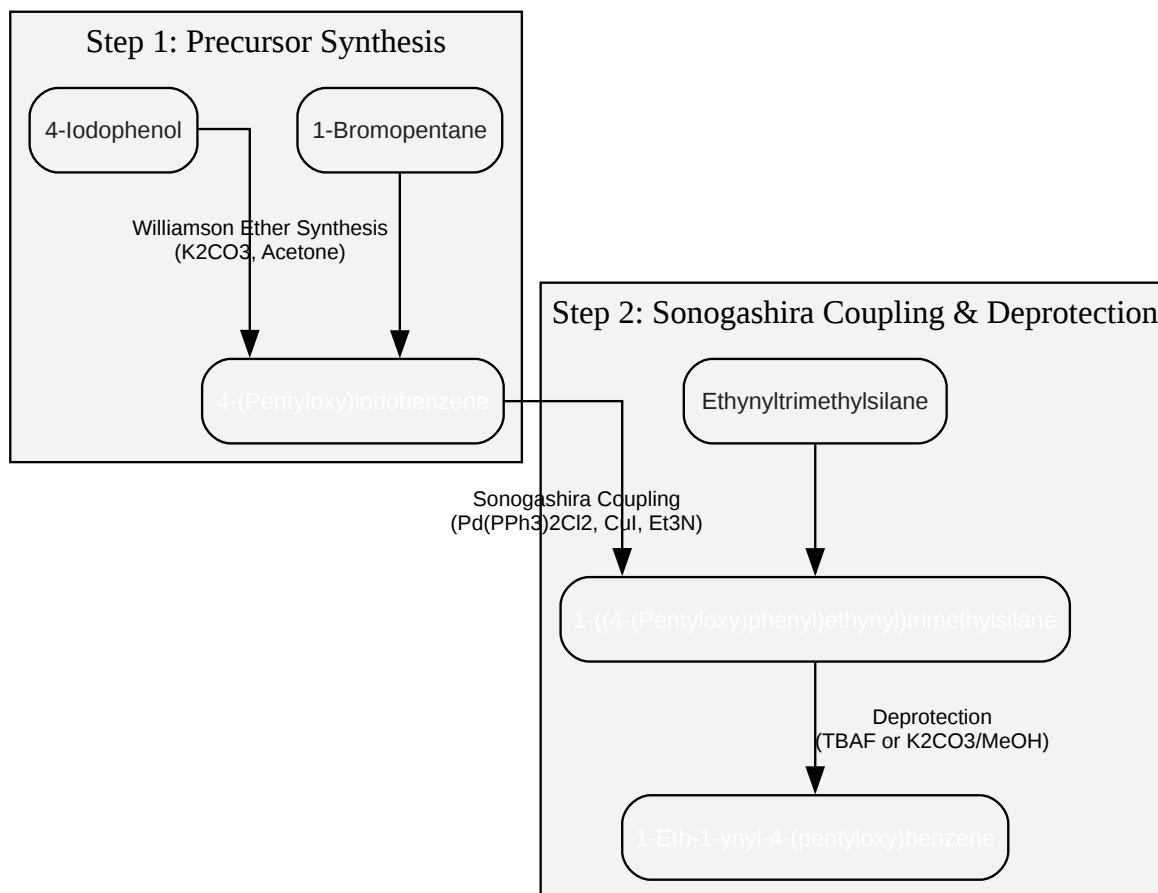 Step 1: Precursor Synthesis
4-Iodophenol
1-Bromopentane
Williamson Ether Synthesis
(K2CO3, Acetone)
4-(Pentyloxy)iodobenzene
Step 2: Sonogashira Coupling & Deprotection
Ethynyltrimethylsilane
Sonogashira Coupling
(Pd(PPh3)2Cl2, CuI, Et3N)
1-((4-(Pentyloxy)phenyl)ethynyl)trimethylsilane
Deprotection
(TBAF or K2CO3/MeOH)
1-Eth-1-ynyl-4-(pentyloxy)benzene